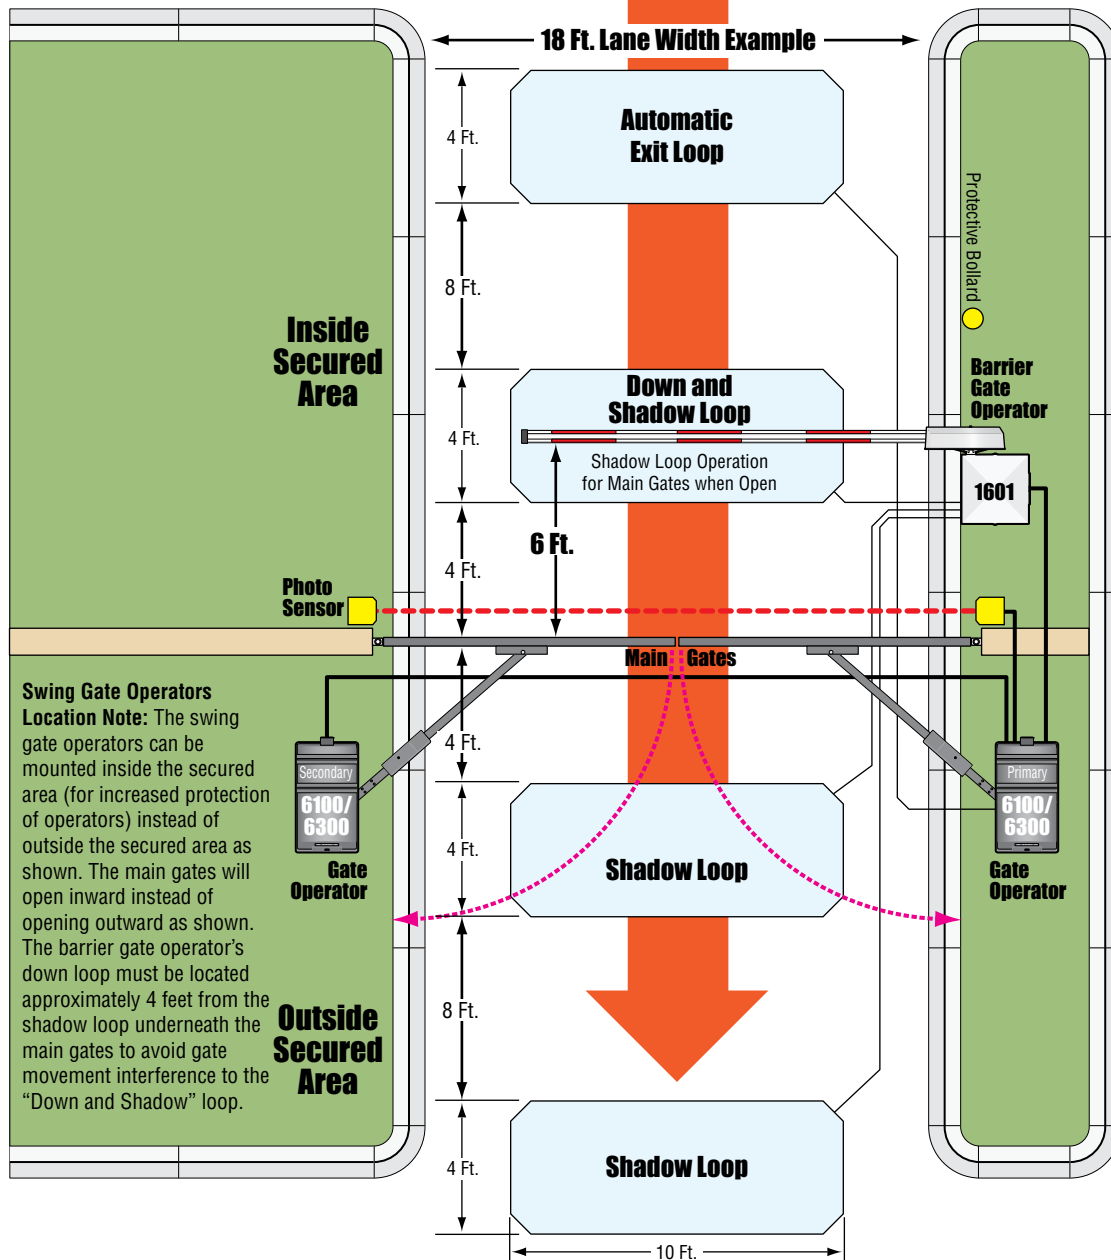 18 Ft. Lane Width Example
4 Ft.
Automatic
Exit Loop
Protective Bollard
8 Ft.
Inside
Secured
Area
Barrier
Gate
Operator
Down and
Shadow Loop
4 Ft.
Shadow Loop Operation
for Main Gates when Open
1601
6 Ft.
4 Ft.
Photo
Sensor
Main Gates
Swing Gate Operators
Location Note: The swing
gate operators can be
mounted inside the secured
area (for increased protection
of operators) instead of
outside the secured area as
shown. The main gates will
open inward instead of
opening outward as shown.
The barrier gate operator’s
down loop must be located
approximately 4 feet from the
shadow loop underneath the
main gates to avoid gate
movement interference to the
“Down and Shadow” loop.
4 Ft.
Secondary
6100/
6300
Gate
Operator
Primary
6100/
6300
Gate
Operator
4 Ft.
Shadow Loop
8 Ft.
Outside
Secured
Area
4 Ft.
Shadow Loop
10 Ft.